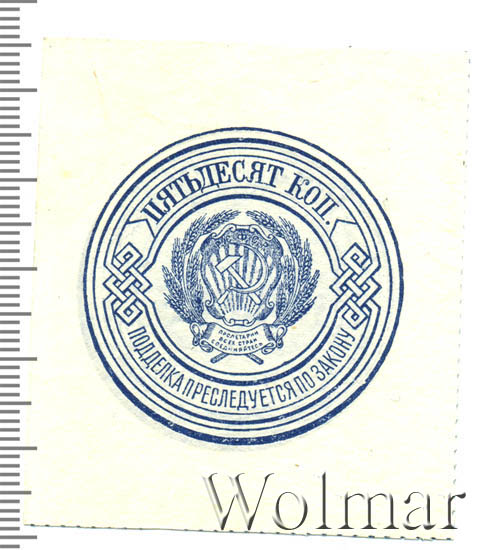 ПЯТЬДЕСЯТ КОП.
ПРОЛЕТАРИИ
ВСЕХ СТРАН
СОЕДИНЯЙТЕСЬ
ПОДДЕЛКА ПРЕСЛЕДУЕТСЯ ПО ЗАКОНУ
Wolmar